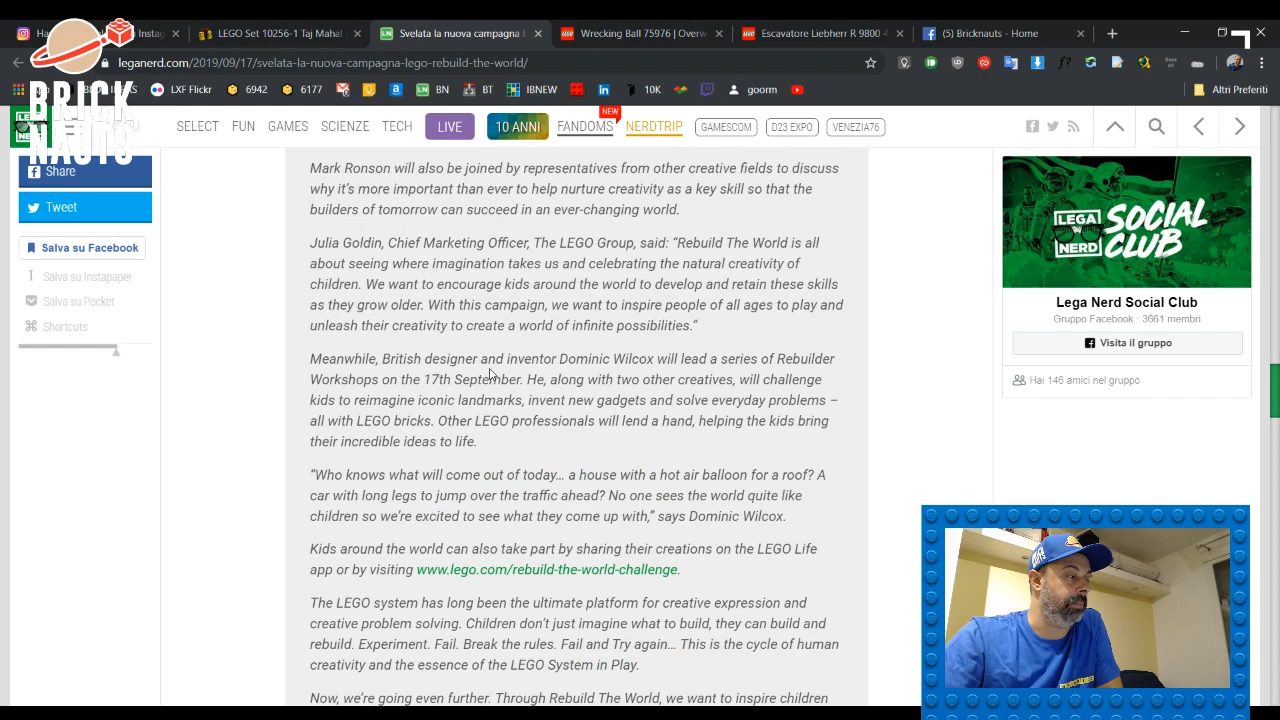 Ha
Instag
LEGO Set 10256-1 Taj Mahal
Svelata la nuova campagna L
Wrecking Ball 75976 | Overw
Escavatore Liebherr R 9800 4
(5) Bricknauts - Home
leganerd.com/2019/09/17/svelata-la-nuova-campagna-lego-rebuild-the-world/
LXF Flickr
6942
6177
BN
BT
IBNEW
10K
goorm
Altri Preferiti
BRICK
NAUTS
SELECT
FUN
GAMES
SCIENZE
TECH
LIVE
10 ANNI
FANDOMS
NEW
NERDTRIP
GAMESCOM
D23 EXPO
VENEZIA76
Share
Tweet
Salva su Facebook
Salva su Instapaper
Salva su Pocket
Shortcuts
Mark Ronson will also be joined by representatives from other creative fields to discuss
why it's more important than ever to help nurture creativity as a key skill so that the
builders of tomorrow can succeed in an ever-changing world.
Julia Goldin, Chief Marketing Officer, The LEGO Group, said: “Rebuild The World is all
about seeing where imagination takes us and celebrating the natural creativity of
children. We want to encourage kids around the world to develop and retain these skills
as they grow older. With this campaign, we want to inspire people of all ages to play and
unleash their creativity to create a world of infinite possibilities.”
Meanwhile, British designer and inventor Dominic Wilcox will lead a series of Rebuilder
Workshops on the 17th September. He, along with two other creatives, will challenge
kids to reimagine iconic landmarks, invent new gadgets and solve everyday problems –
all with LEGO bricks. Other LEGO professionals will lend a hand, helping the kids bring
their incredible ideas to life.
“Who knows what will come out of today… a house with a hot air balloon for a roof? A
car with long legs to jump over the traffic ahead? No one sees the world quite like
children so we're excited to see what they come up with,” says Dominic Wilcox.
Kids around the world can also take part by sharing their creations on the LEGO Life
app or by visiting www.lego.com/rebuild-the-world-challenge.
The LEGO system has long been the ultimate platform for creative expression and
creative problem solving. Children don't just imagine what to build, they can build and
rebuild. Experiment. Fail. Break the rules. Fail and Try again… This is the cycle of human
creativity and the essence of the LEGO System in Play.
Now, we're going even further. Through Rebuild The World, we want to inspire children
LEGA NERD
SOCIAL
CLUB
Lega Nerd Social Club
Gruppo Facebook · 3661 membri
Visita il gruppo
Hai 146 amici nel gruppo